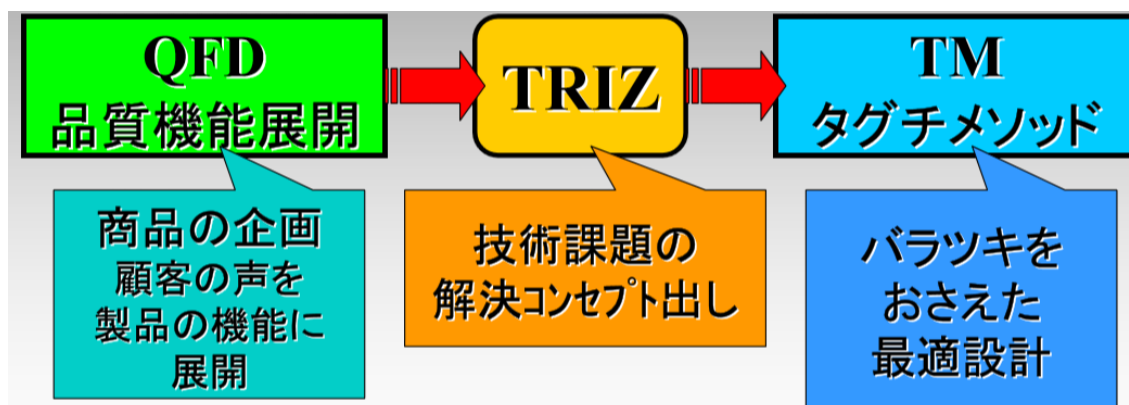 QFD
品質機能展開
TRIZ
TM
タグチメソッド
商品の企画
顧客の声を
製品の機能に
展開
技術課題の
解決ｺﾝｾﾌﾟﾄ出し
バラツキを
おさえた
最適設計